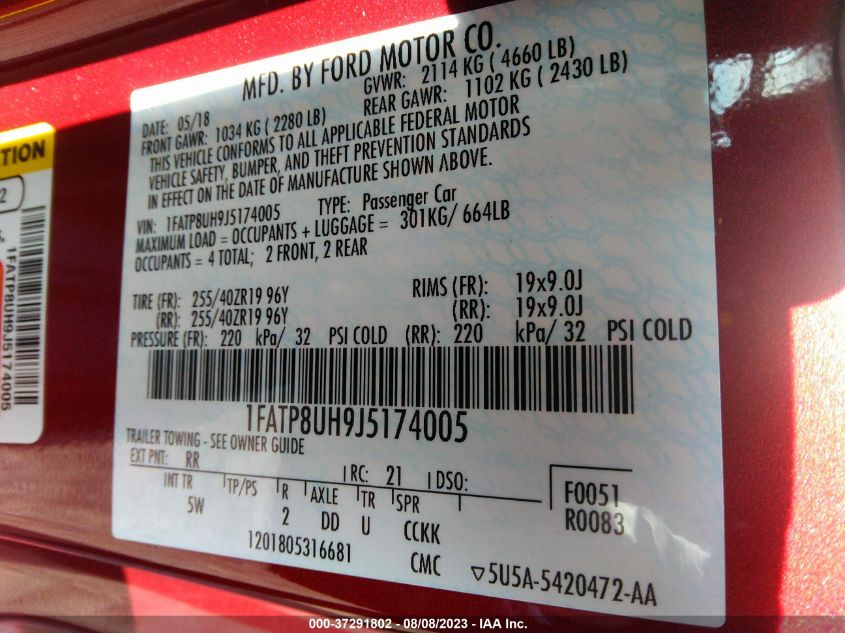 MFD. BY FORD MOTOR CO.
DATE: 05/18 GVWR: 2114 KG ( 4660 LB)
FRONT GAWR: 1034 KG ( 2280 LB) REAR GAWR: 1102 KG ( 2430 LB)
THIS VEHICLE CONFORMS TO ALL APPLICABLE FEDERAL MOTOR
VEHICLE SAFETY, BUMPER, AND THEFT PREVENTION STANDARDS
IN EFFECT ON THE DATE OF MANUFACTURE SHOWN ABOVE.
VIN: 1FATP8UH9J5174005 TYPE: Passenger Car
MAXIMUM LOAD = OCCUPANTS + LUGGAGE = 301KG/ 664LB
OCCUPANTS = 4 TOTAL; 2 FRONT, 2 REAR
TIRE (FR): 255/40ZR19 96Y RIMS (FR): 19x9.0J
(RR): 255/40ZR19 96Y (RR): 19x9.0J
PRESSURE (FR): 220 kPa/ 32 PSI COLD (RR): 220 kPa/ 32 PSI COLD
1FATP8UH9J5174005
TRAILER TOWING - SEE OWNER GUIDE
EXT PNT: RR RC: 21 DSO:
INT TR TP/PS R AXLE TR SPR
5W 2 DD U CCKK
F0051
R0083
1201805316681 CMC 5U5A-5420472-AA
TION
2
1FATP8UH9J5174005
000-37291802 - 08/08/2023 - IAA Inc.